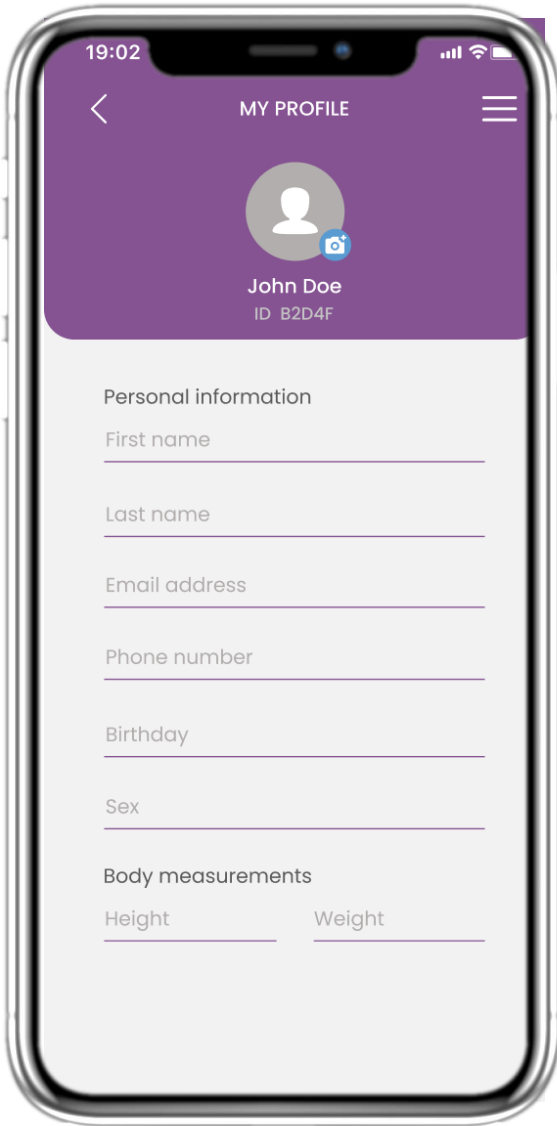 19:02
MY PROFILE
John Doe
ID B2D4F
Personal information
First name
Last name
Email address
Phone number
Birthday
Sex
Body measurements
Height Weight